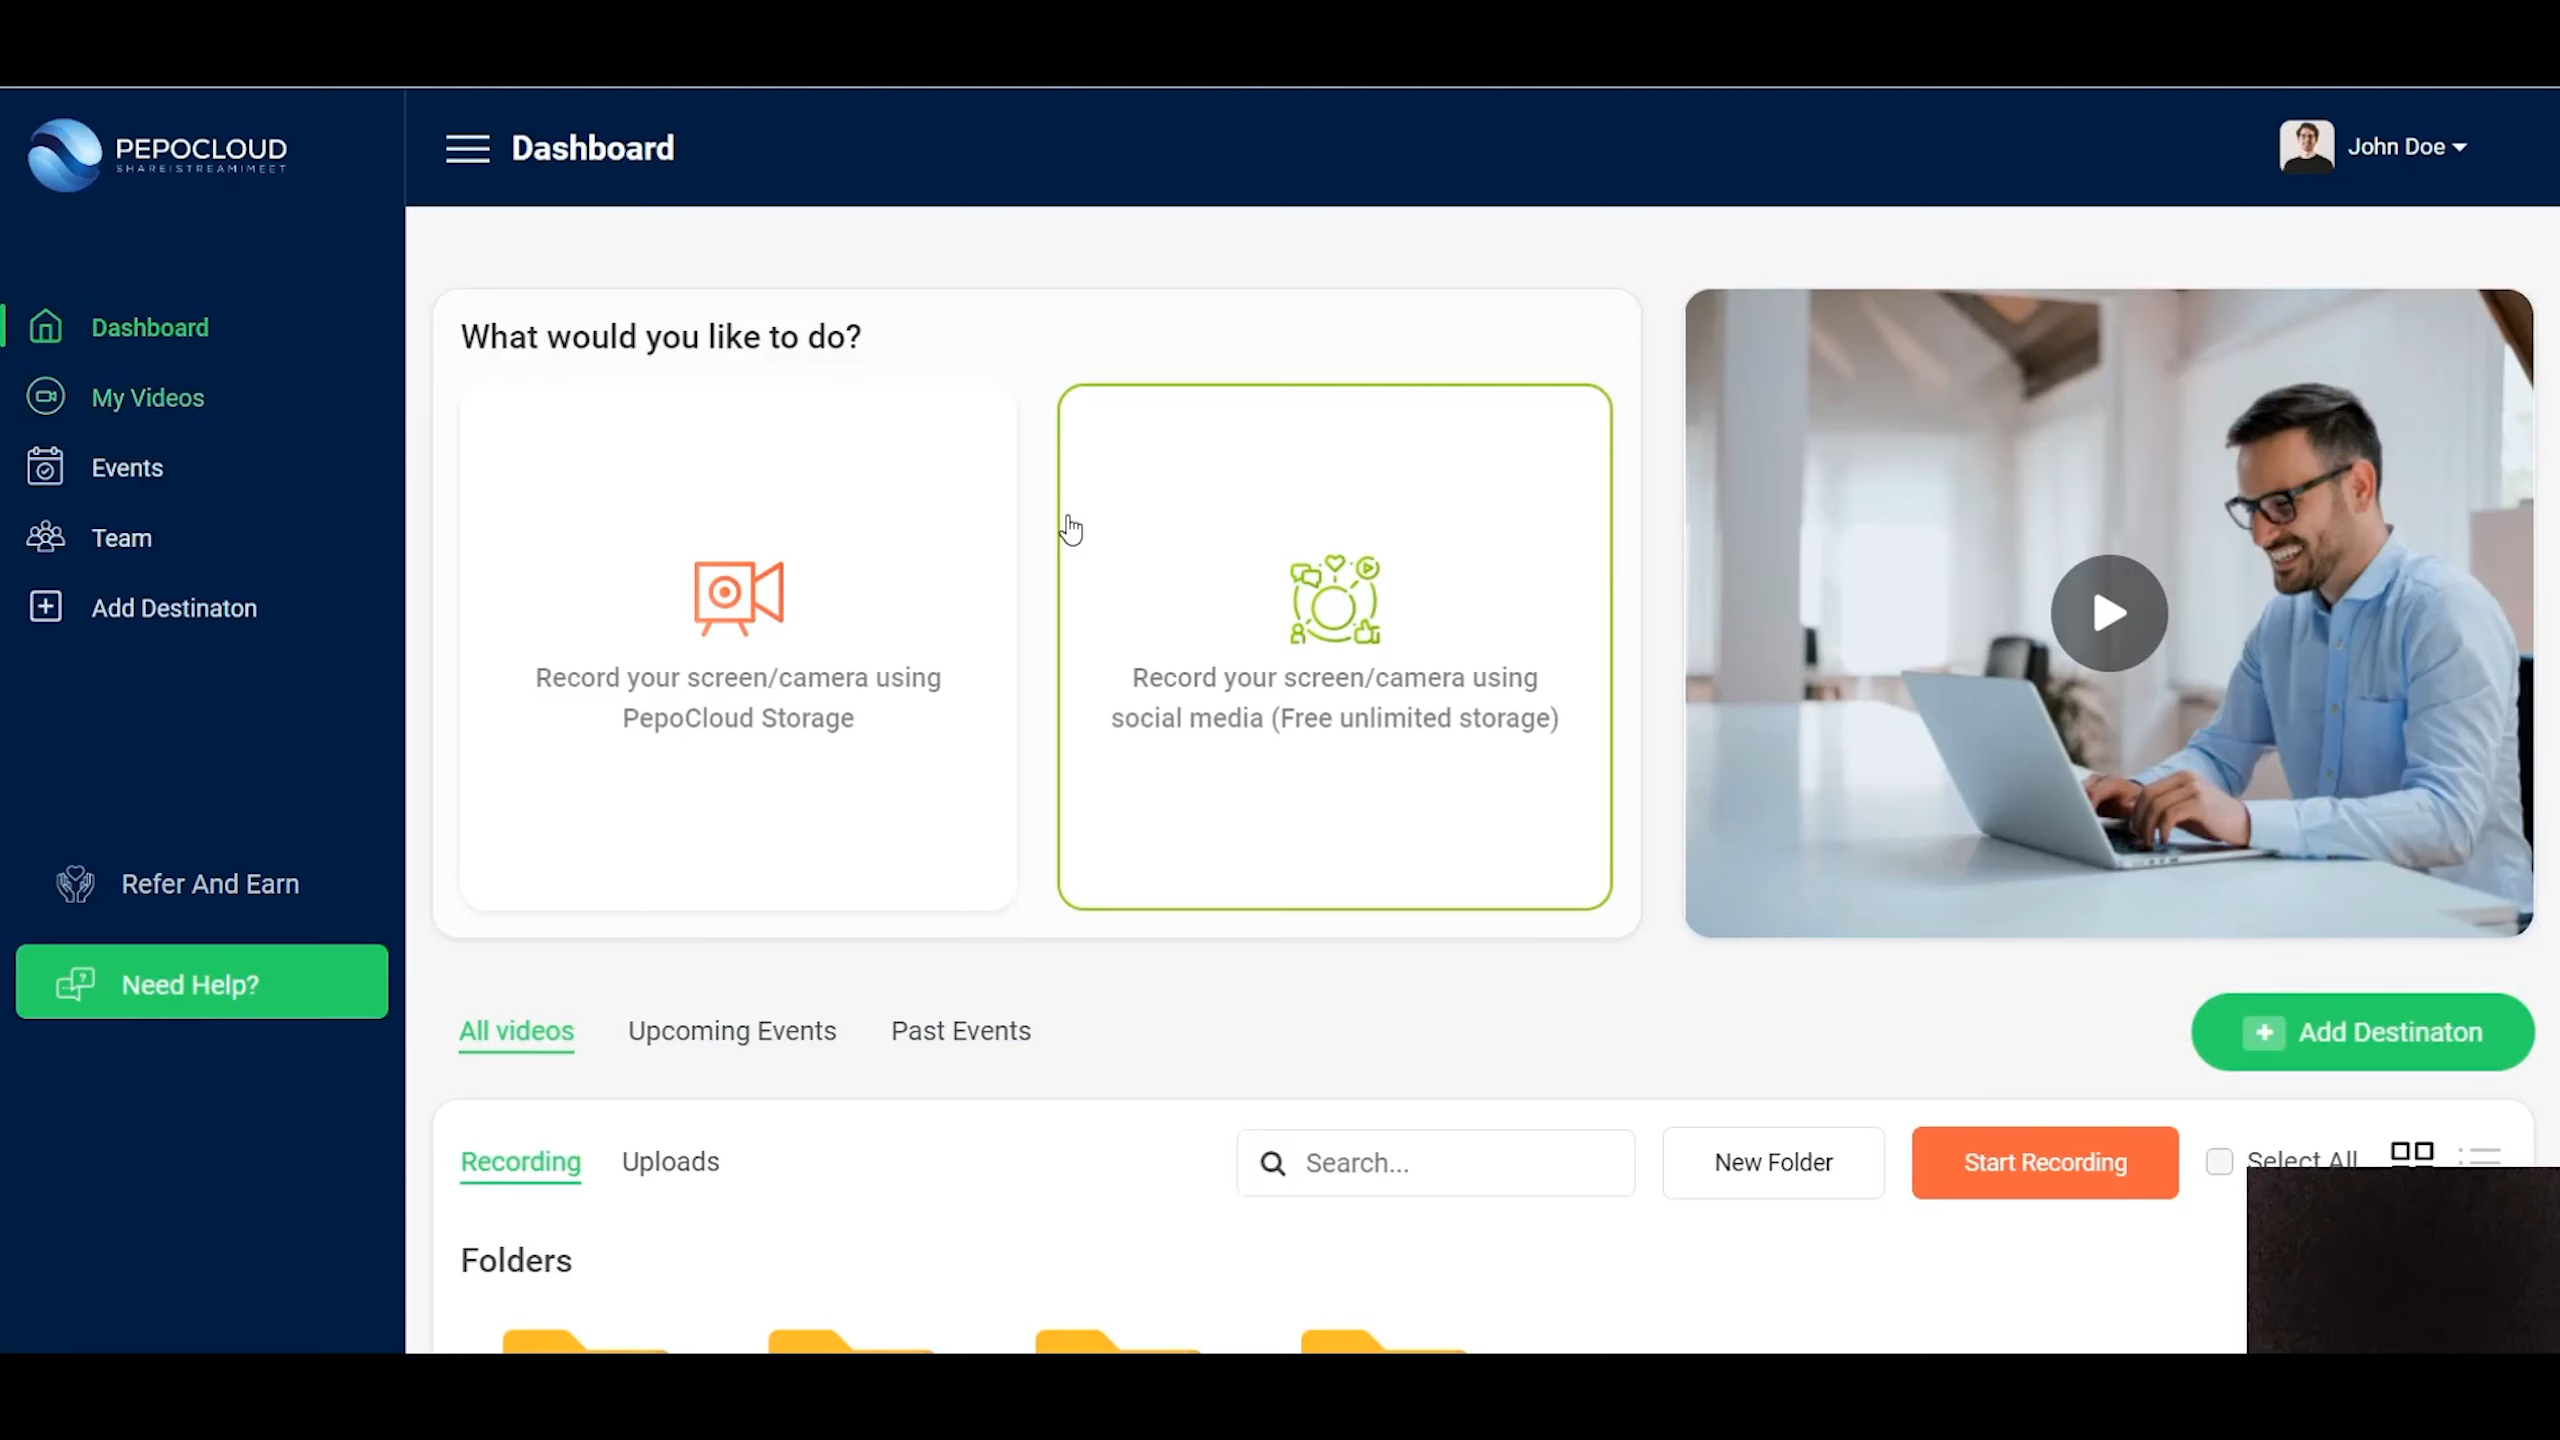 PEPOCLOUD
SHARE|STREAM|MEET
Dashboard
John Doe
Dashboard
My Videos
Events
Team
Add Destinaton
Refer And Earn
Need Help?
What would you like to do?
Record your screen/camera using
PepoCloud Storage
Record your screen/camera using
social media (Free unlimited storage)
All videos
Upcoming Events
Past Events
Add Destinaton
Recording
Uploads
Search...
New Folder
Start Recording
Select All
Folders